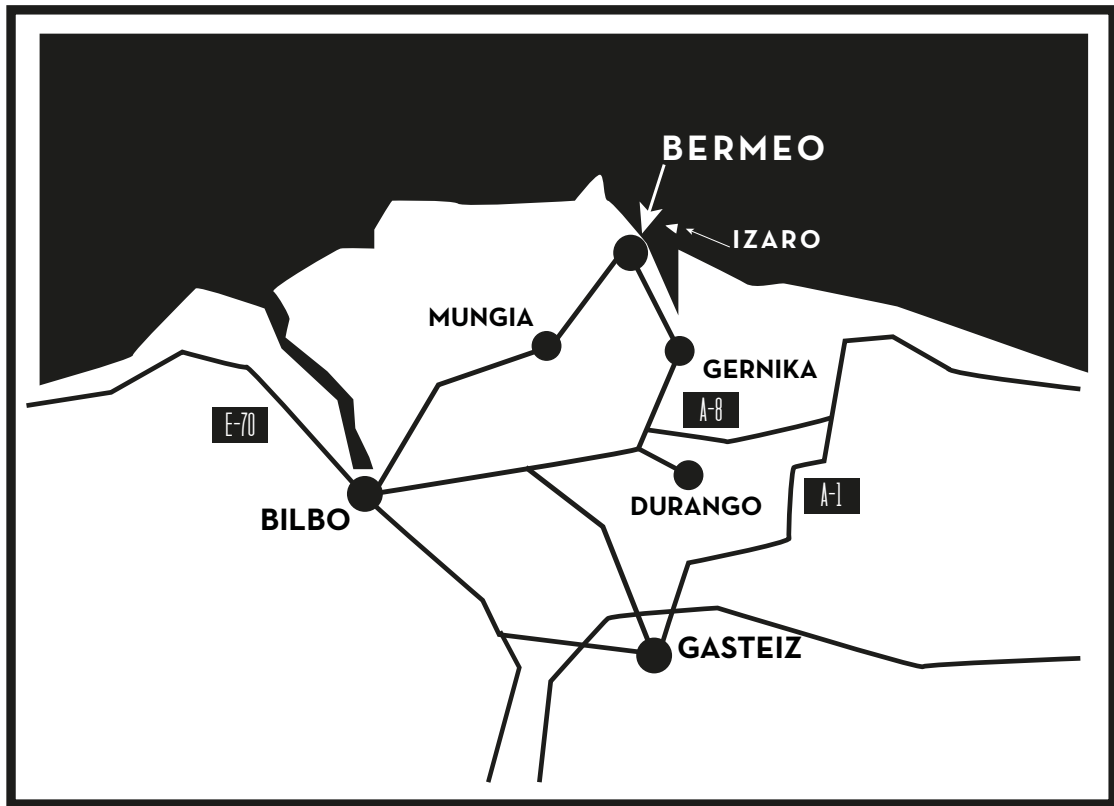 BERMEO
IZARO
MUNGIA
GERNIKA
A-8
E-70
DURANGO
A-1
BILBO
GASTEIZ